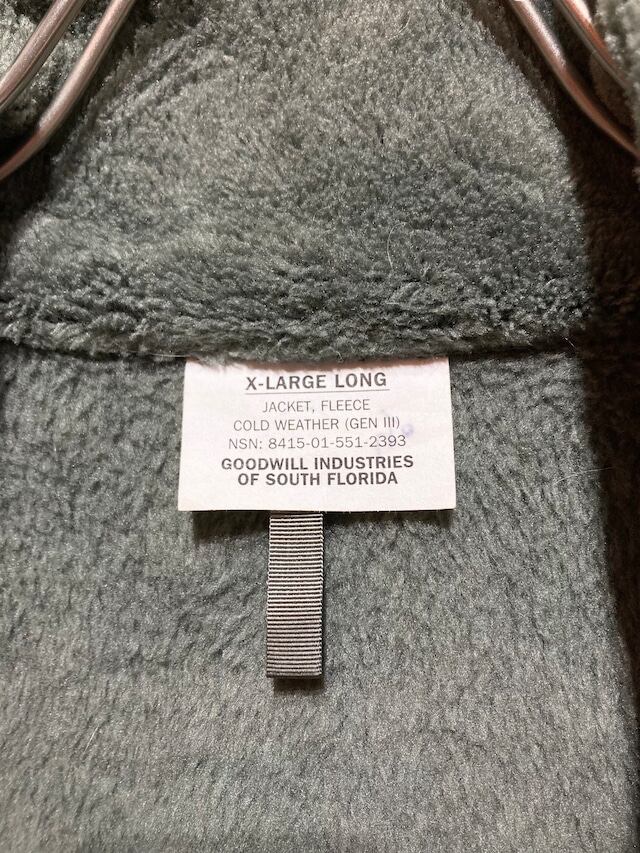 X-LARGE LONG
JACKET, FLEECE
COLD WEATHER (GEN III)
NSN: 8415-01-551-2393
GOODWILL INDUSTRIES
OF SOUTH FLORIDA